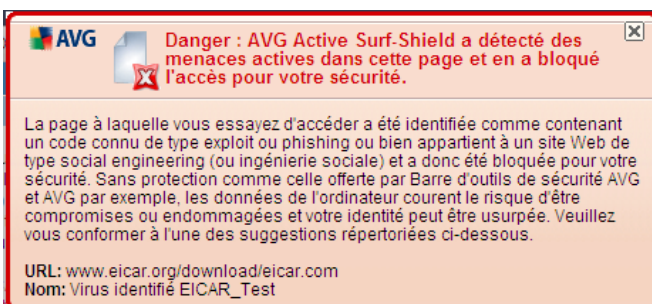 AVG
Danger : AVG Active Surf-Shield a détecté des
menaces actives dans cette page et en a bloqué
l'accès pour votre sécurité.
La page à laquelle vous essayez d'accéder a été identifiée comme contenant
un code connu de type exploit ou phishing ou bien appartient à un site Web de
type social engineering (ou ingénierie sociale) et a donc été bloquée pour votre
sécurité. Sans protection comme celle offerte par Barre d'outils de sécurité AVG
et AVG par exemple, les données de l'ordinateur courent le risque d'être
compromises ou endommagées et votre identité peut être usurpée. Veuillez
vous conformer à l'une des suggestions répertoriées ci-dessous.
URL: www.eicar.org/download/eicar.com
Nom: Virus identifié EICAR_Test